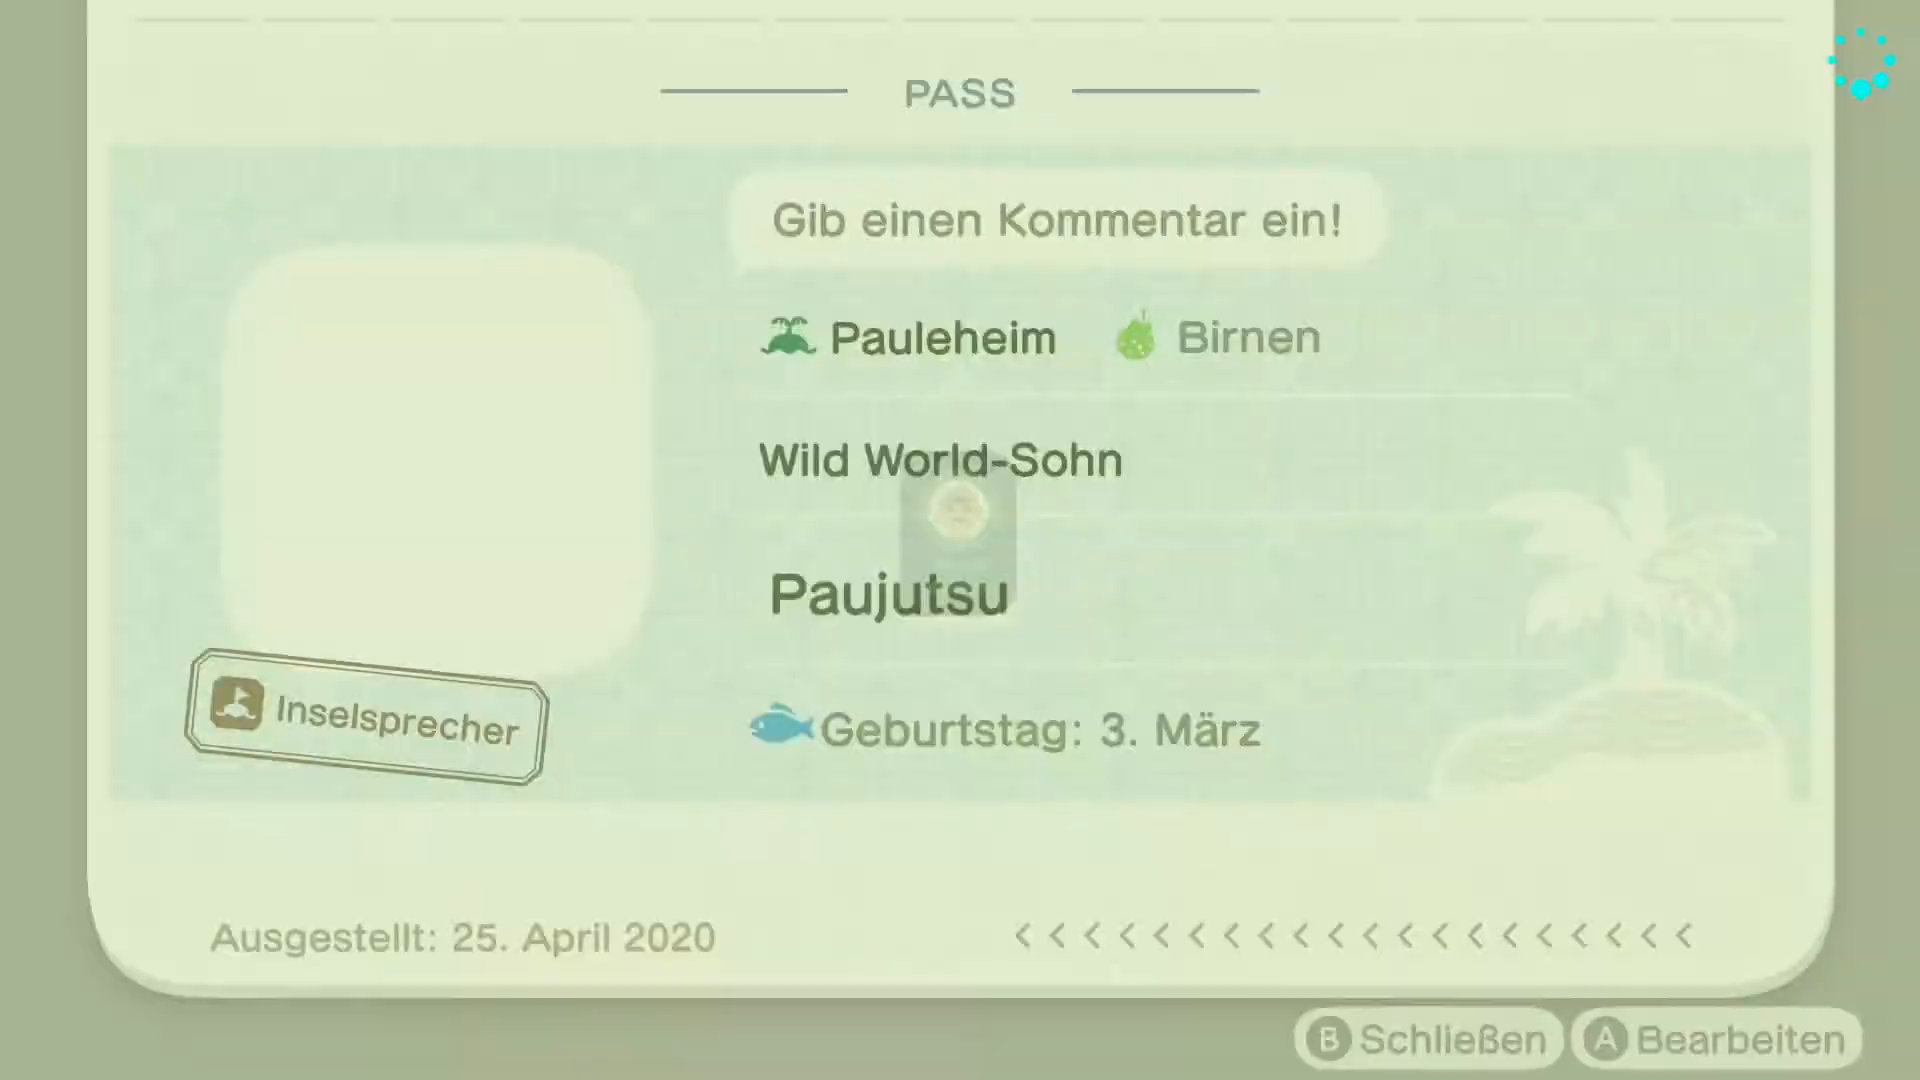 PASS
Gib einen Kommentar ein!
Pauleheim Birnen
Wild World-Sohn
Paujutsu
Inselsprecher
Geburtstag: 3. März
Ausgestellt: 25. April 2020
< < < < < < < < < < < < < < < < < < < <
B Schließen A Bearbeiten